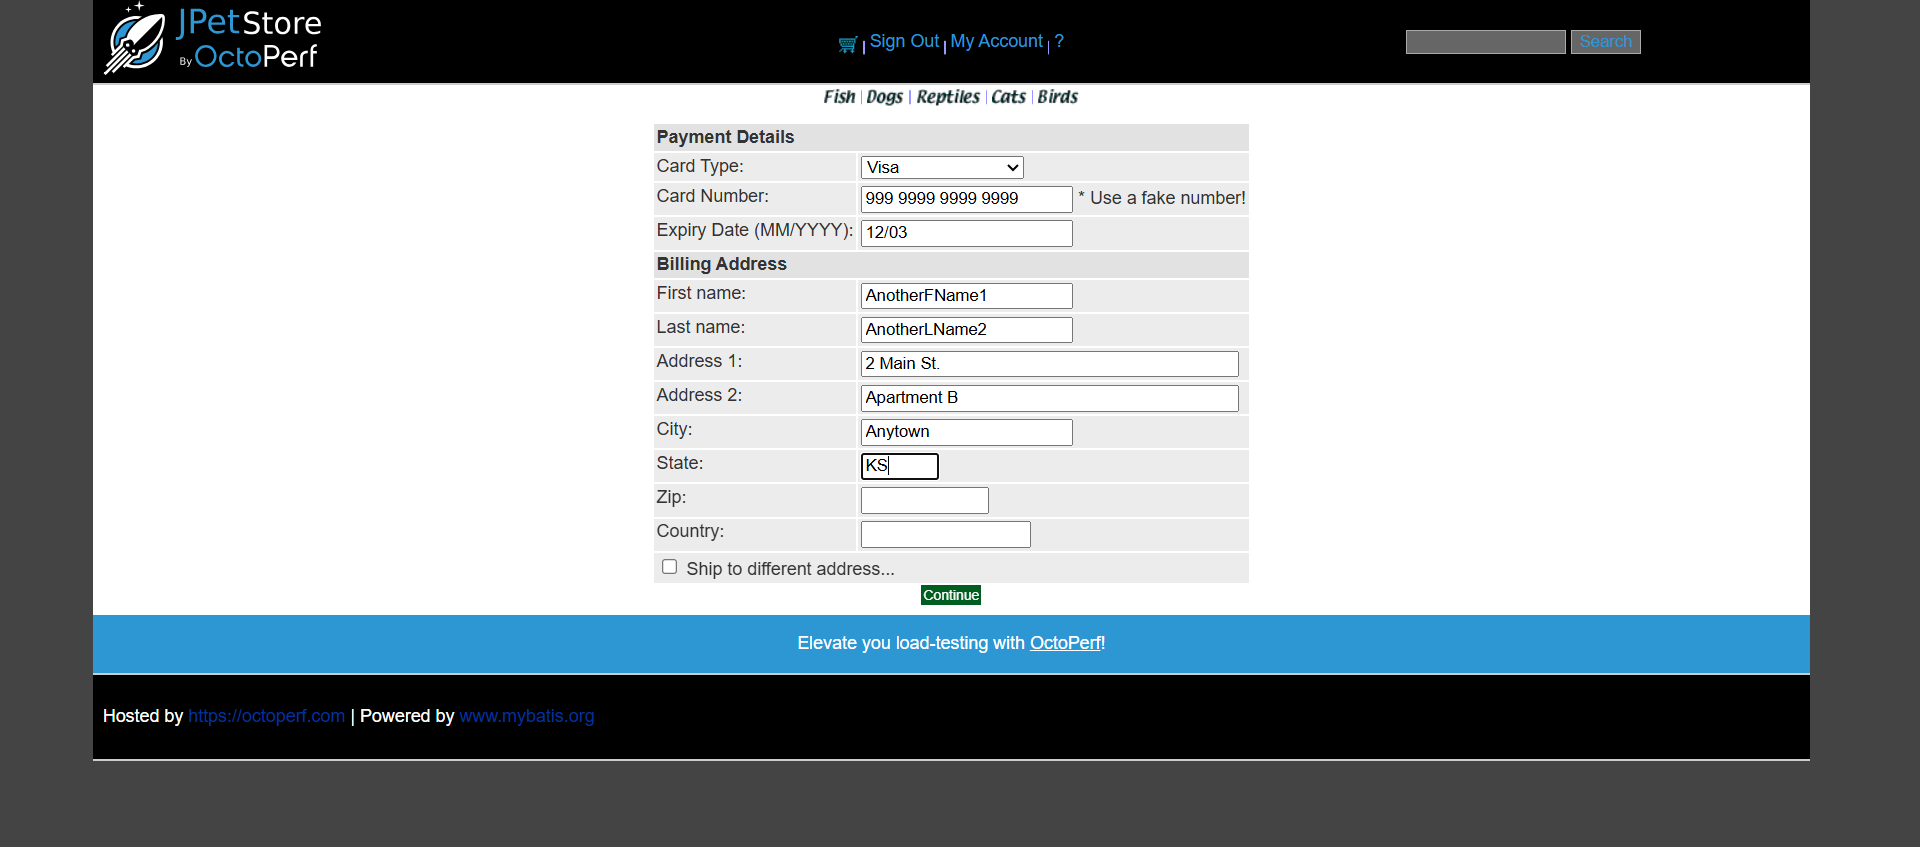 JPetStore
By OctoPerf
Sign Out | My Account | ?
Search
Fish | Dogs | Reptiles | Cats | Birds
Payment Details
Card Type: Visa
Card Number: 999 9999 9999 9999 * Use a fake number!
Expiry Date (MM/YYYY): 12/03
Billing Address
First name: AnotherFName1
Last name: AnotherLName2
Address 1: 2 Main St.
Address 2: Apartment B
City: Anytown
State: KS
Zip:
Country:
Ship to different address...
Continue
Elevate you load-testing with OctoPerf!
Hosted by https://octoperf.com | Powered by www.mybatis.org